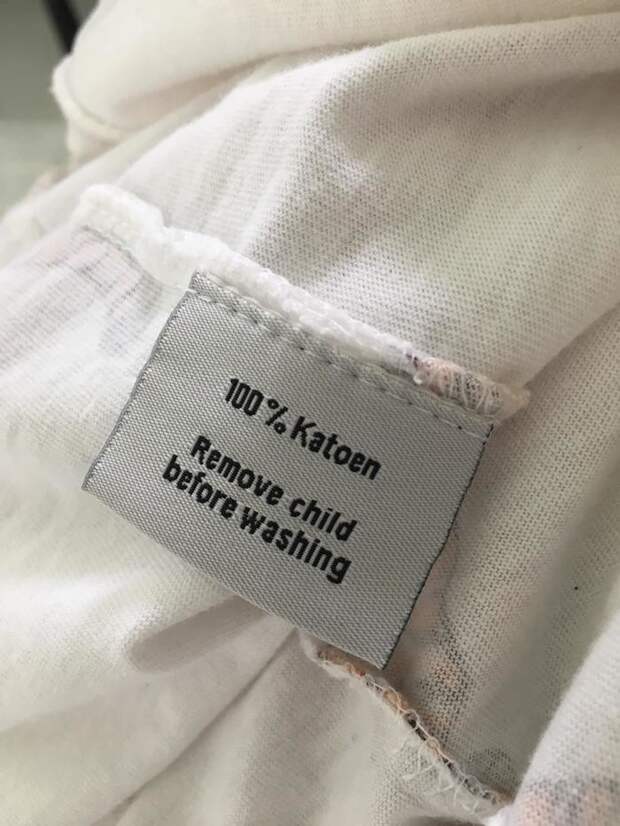 100 % Katoen
Remove child
before washing